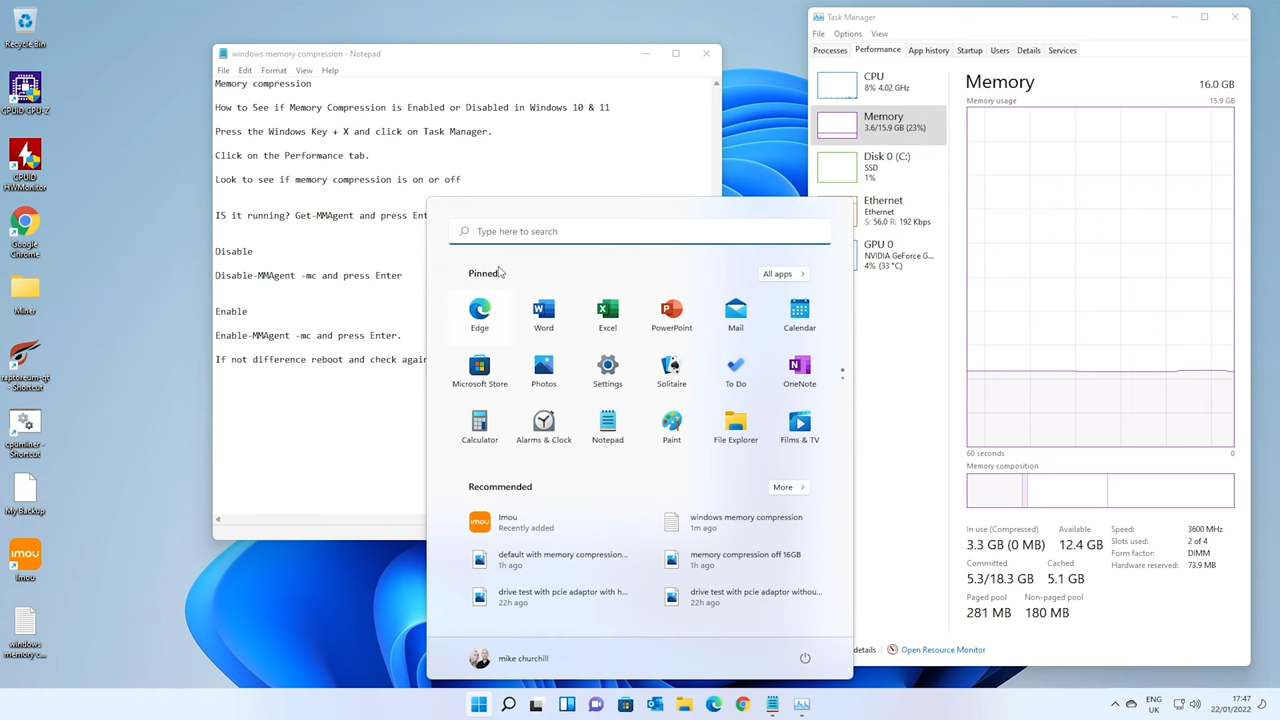 Recycle Bin
CPUID CPU-Z
CPUID
HWMonitor
Google
Chrome
Miner
raptoreum-qt
- Shortcut
cpuminer -
Shortcut
My Backup
Imou
windows
memory c...
windows memory compression - Notepad
File Edit Format View Help
Memory compression
How to See if Memory Compression is Enabled or Disabled in Windows 10 & 11
Press the Windows Key + X and click on Task Manager.
Click on the Performance tab.
Look to see if memory compression is on or off
IS it running? Get-MMAgent and press Ent
Disable
Disable-MMAgent -mc and press Enter
Enable
Enable-MMAgent -mc and press Enter.
If not difference reboot and check again
Type here to search
Pinned
All apps
Edge Word Excel PowerPoint Mail Calendar
Microsoft Store Photos Settings Solitaire To Do OneNote
Calculator Alarms & Clock Notepad Paint File Explorer Films & TV
Recommended
More
imou
Imou
Recently added
windows memory compression
1m ago
default with memory compression...
1h ago
memory compression off 16GB
1h ago
drive test with pcie adaptor with h...
22h ago
drive test with pcie adaptor withou...
22h ago
mike churchill
Task Manager
File Options View
Processes Performance App history Startup Users Details Services
CPU
8% 4.02 GHz
Memory
3.6/15.9 GB (23%)
Disk 0 (C:)
SSD
1%
Ethernet
Ethernet
S: 56.0 R: 192 Kbps
GPU 0
NVIDIA GeForce G...
4% (33 °C)
Memory 16.0 GB
Memory usage 15.9 GB
60 seconds 0
Memory composition
In use (Compressed)
3.3 GB (0 MB)
Available
12.4 GB
Committed
5.3/18.3 GB
Cached
5.1 GB
Paged pool
281 MB
Non-paged pool
180 MB
Speed: 3600 MHz
Slots used: 2 of 4
Form factor: DIMM
Hardware reserved: 73.9 MB
details
Open Resource Monitor
ENG
UK
17:47
22/01/2022